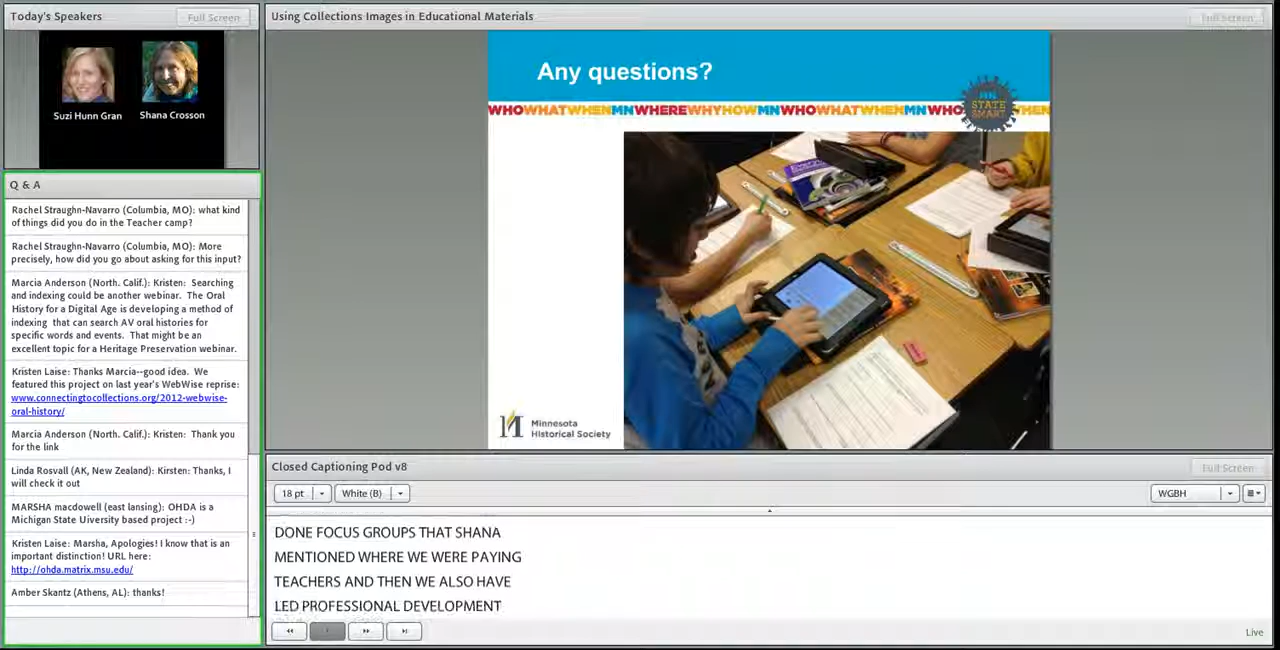 Today's Speakers
Full Screen
Suzi Hunn Gran
Shana Crosson
Q & A
Rachel Straughn-Navarro (Columbia, MO): what kind
of things did you do in the Teacher camp?
Rachel Straughn-Navarro (Columbia, MO): More
precisely, how did you go about asking for this input?
Marcia Anderson (North. Calif.): Kristen:  Searching
and indexing could be another webinar.  The Oral
History for a Digital Age is developing a method of
indexing  that can search AV oral histories for
specific words and events.  That might be an
excellent topic for a Heritage Preservation webinar.
Kristen Laise: Thanks Marcia--good idea.  We
featured this project on last year's WebWise reprise:
www.connectingtocollections.org/2012-webwise-
oral-history/
Marcia Anderson (North. Calif.): Kristen:  Thank you
for the link
Linda Rosvall (AK, New Zealand): Kirsten: Thanks, I
will check it out
MARSHA macdowell (east lansing): OHDA is a
Michigan State Uiversity based project :-)
Kristen Laise: Marsha, Apologies! I know that is an
important distinction! URL here:
http://ohda.matrix.msu.edu/
Amber Skantz (Athens, AL): thanks!
Using Collections Images in Educational Materials
Full Screen
Any questions?
WHOWHATWHENMNWHEREWHYHOWMNWHOWHATWHENMNWHO
STATE
SMART
Minnesota
Historical Society
Closed Captioning Pod v8
Full Screen
18 pt
White (B)
WGBH
DONE FOCUS GROUPS THAT SHANA
MENTIONED WHERE WE WERE PAYING
TEACHERS AND THEN WE ALSO HAVE
LED PROFESSIONAL DEVELOPMENT
Live